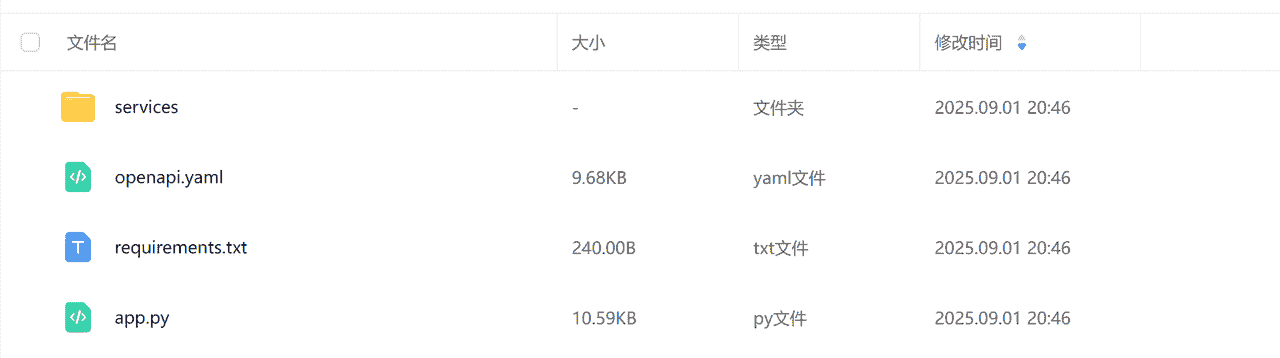 文件名 大小 类型 修改时间
services - 文件夹 2025.09.01 20:46
openapi.yaml 9.68KB yaml文件 2025.09.01 20:46
requirements.txt 240.00B txt文件 2025.09.01 20:46
app.py 10.59KB py文件 2025.09.01 20:46